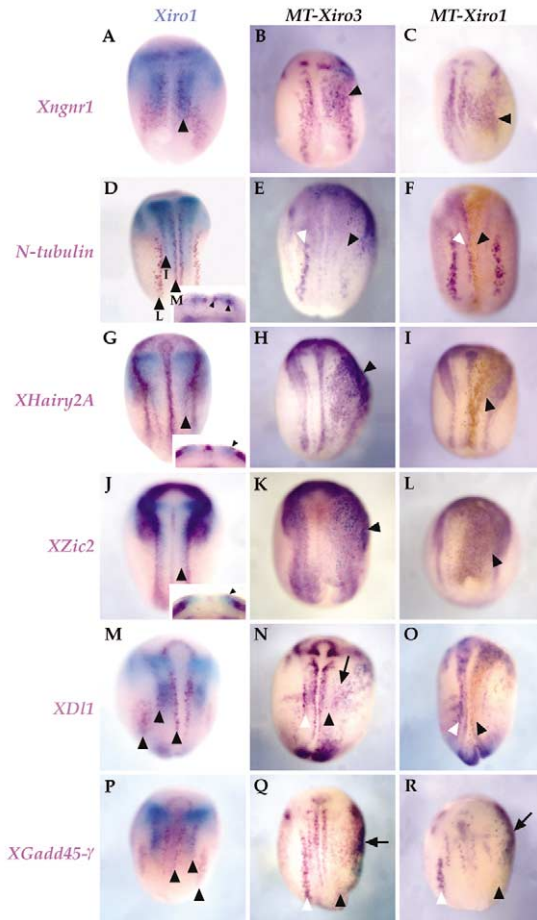 Xiro1 MT-Xiro3 MT-Xiro1
Xngnr1 A B C
N-tubulin D E F
I
L M
XHairy2A G H I
XZic2 J K L
XDl1 M N O
XGadd45-γ P Q R